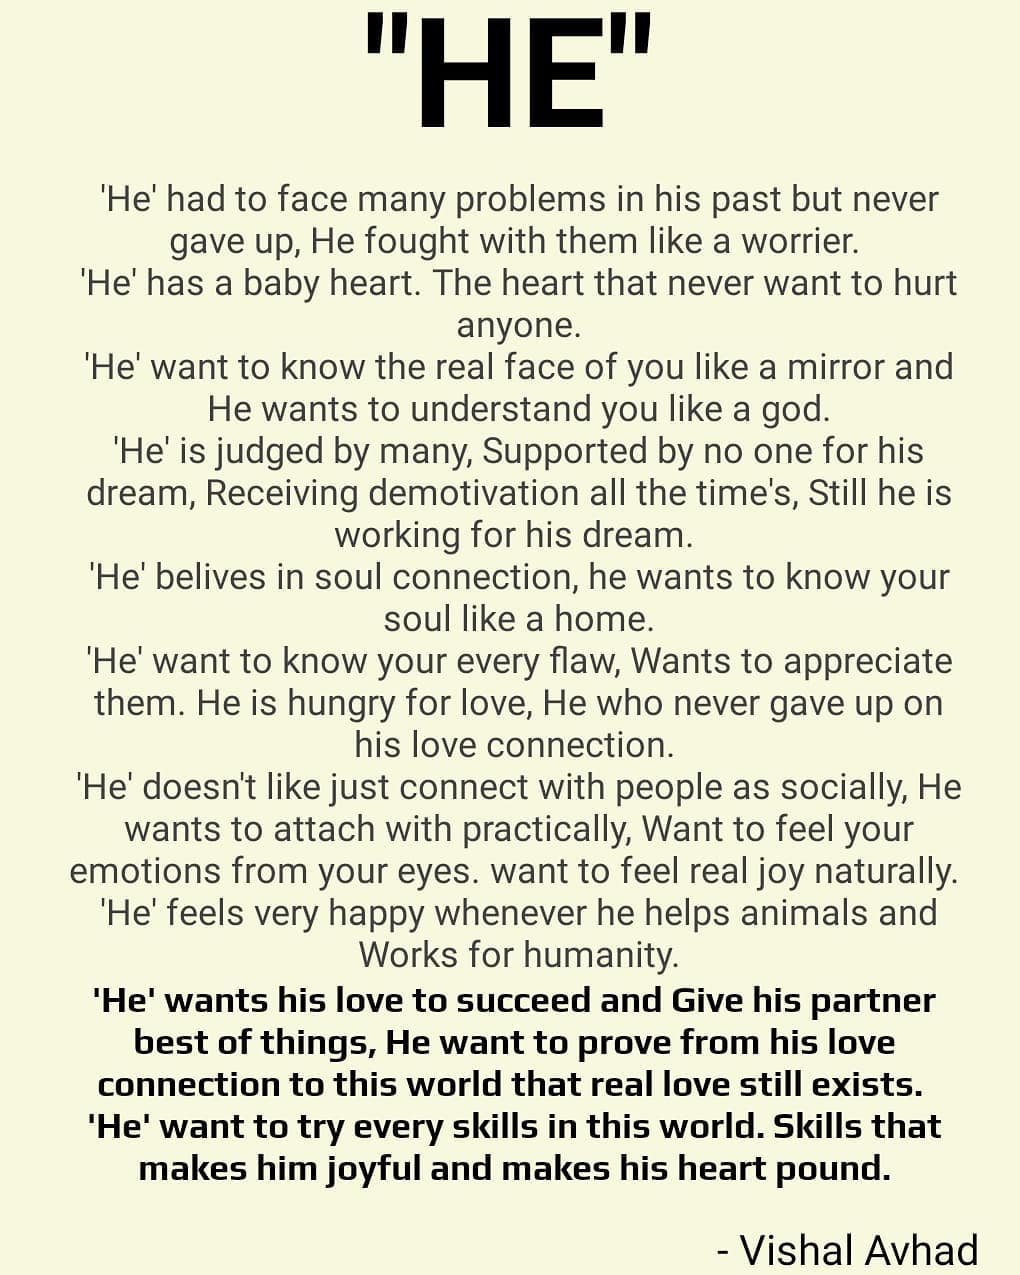 "HE"
'He' had to face many problems in his past but never
gave up, He fought with them like a worrier.
'He' has a baby heart. The heart that never want to hurt
anyone.
'He' want to know the real face of you like a mirror and
He wants to understand you like a god.
'He' is judged by many, Supported by no one for his
dream, Receiving demotivation all the time's, Still he is
working for his dream.
'He' belives in soul connection, he wants to know your
soul like a home.
'He' want to know your every flaw, Wants to appreciate
them. He is hungry for love, He who never gave up on
his love connection.
'He' doesn't like just connect with people as socially, He
wants to attach with practically, Want to feel your
emotions from your eyes. want to feel real joy naturally.
'He' feels very happy whenever he helps animals and
Works for humanity.
'He' wants his love to succeed and Give his partner
best of things, He want to prove from his love
connection to this world that real love still exists.
'He' want to try every skills in this world. Skills that
makes him joyful and makes his heart pound.
- Vishal Avhad